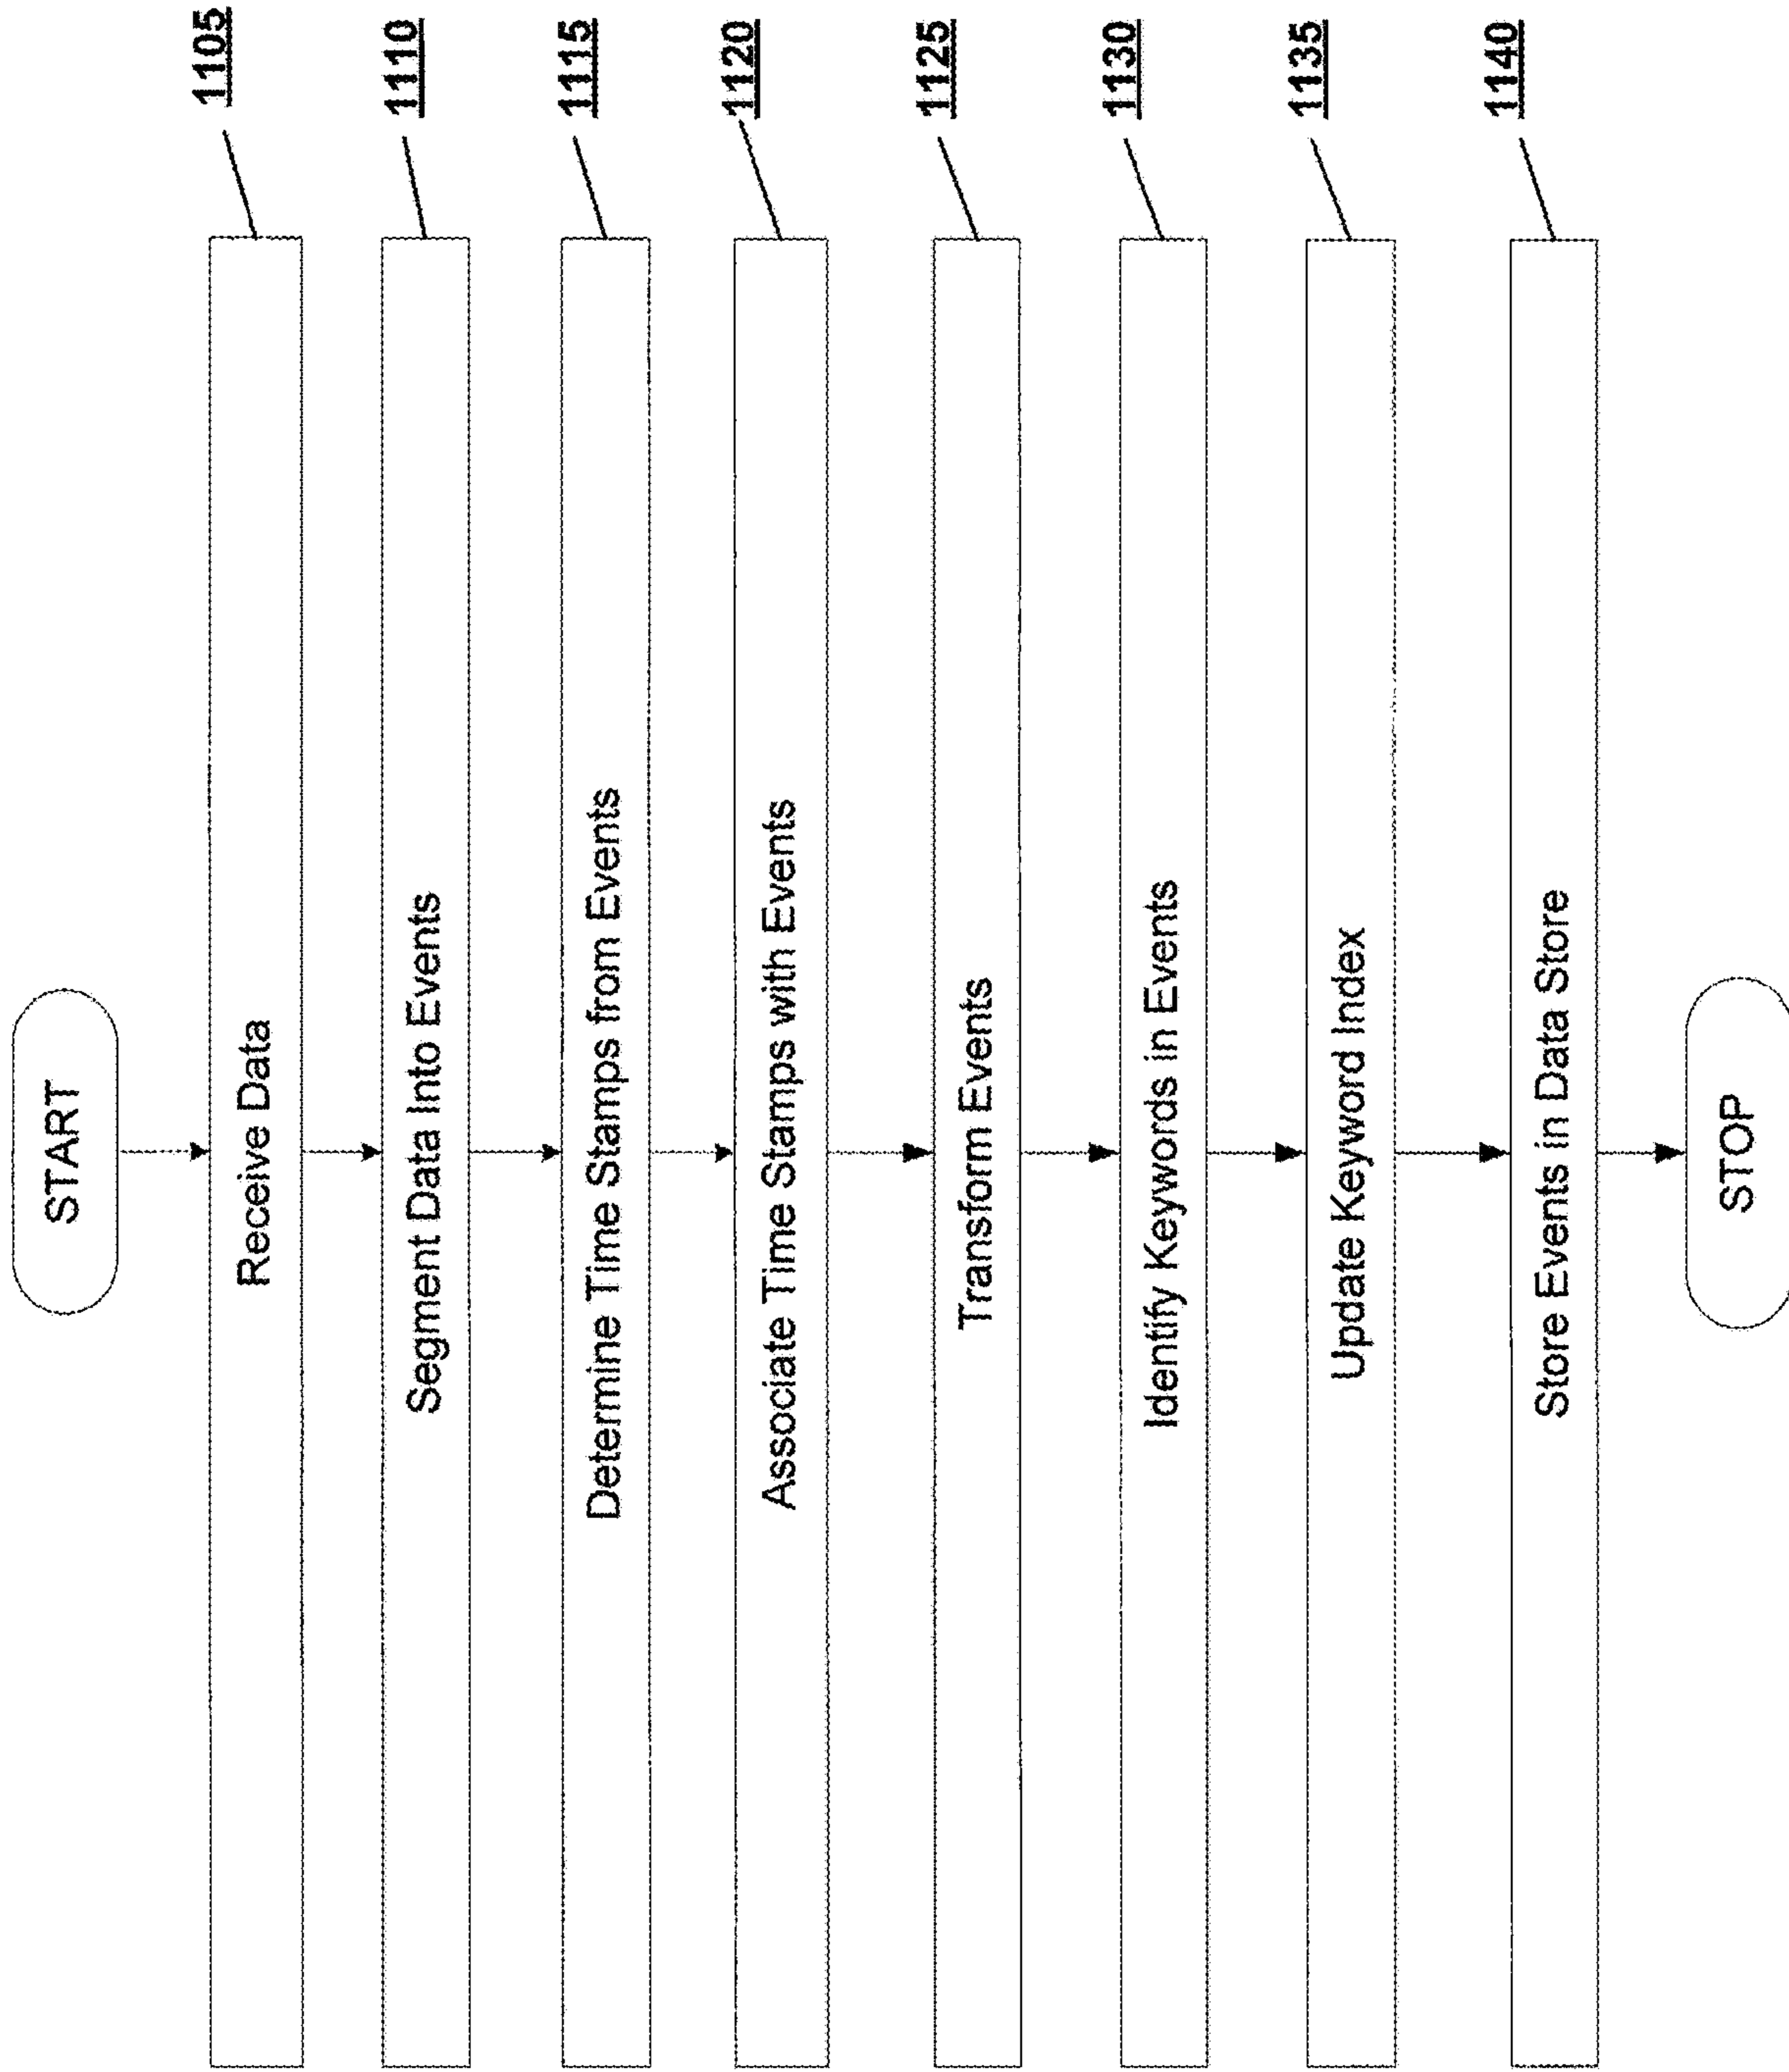 START
Receive Data
1105
Segment Data Into Events
1110
Determine Time Stamps from Events
1115
Associate Time Stamps with Events
1120
Transform Events
1125
Identify Keywords in Events
1130
Update Keyword Index
1135
Store Events in Data Store
1140
STOP